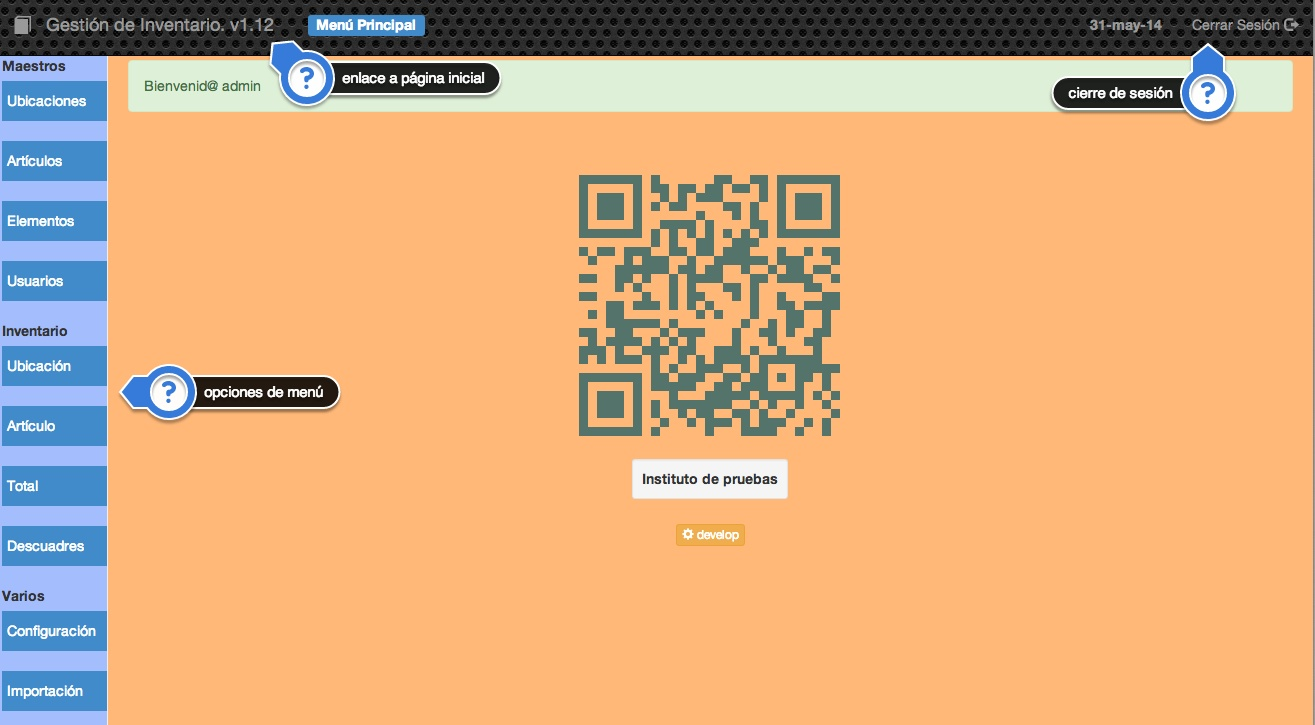 Gestión de Inventario. v1.12
Menú Principal
31-may-14
Cerrar Sesión
Bienvenid@ admin
? enlace a página inicial
cierre de sesión ?
Maestros
Ubicaciones
Artículos
Elementos
Usuarios
Inventario
Ubicación
? opciones de menú
Artículo
Total
Descuadres
Varios
Configuración
Importación
Instituto de pruebas
develop